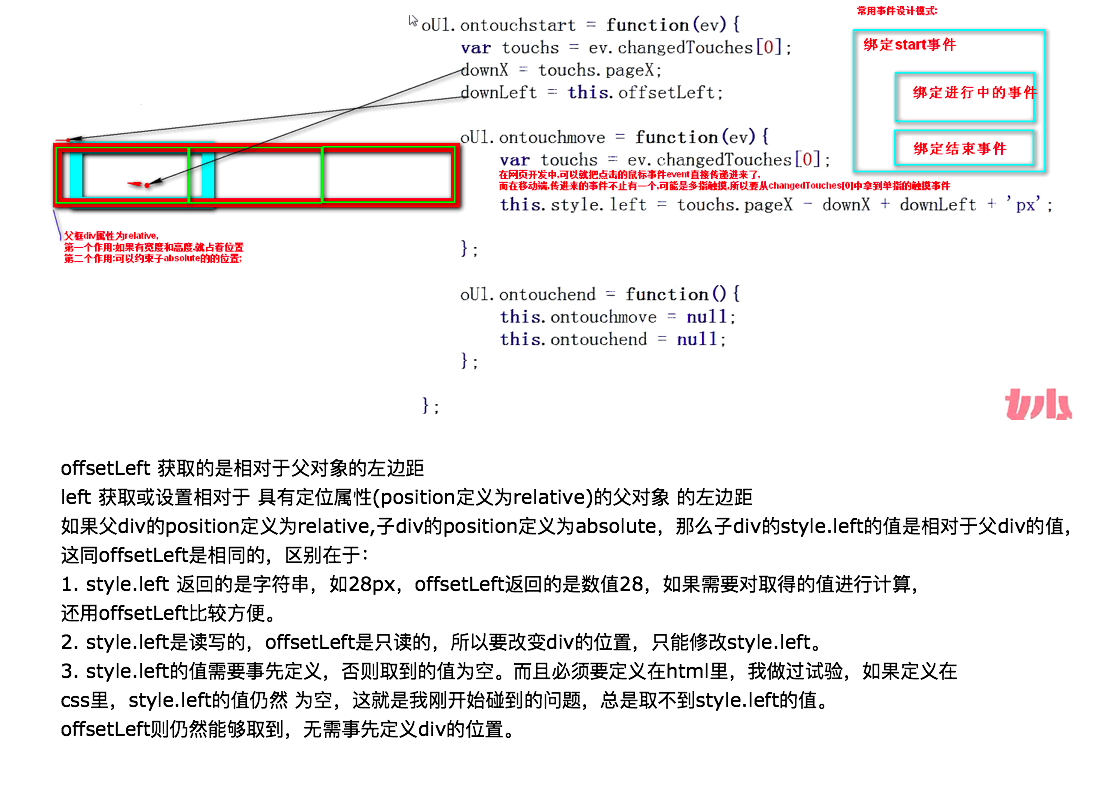 常用事件设计模式:
oUl.ontouchstart = function(ev){
绑定start事件
var touchs = ev.changedTouches[0];
downX = touchs.pageX;
downLeft = this.offsetLeft;
绑定进行中的事件
oUl.ontouchmove = function(ev){
绑定结束事件
var touchs = ev.changedTouches[0];
在网页开发中,可以就把点击的鼠标事件event直接传递进来了,
而在移动端,传进来的事件不止有一个,可能是多指触摸,所以要从changedTouches[0]中拿到单指的触摸事件
this.style.left = touchs.pageX - downX + downLeft + 'px';
父框div属性为relative,
第一个作用:如果有宽度和高度,就占着位置
第二个作用:可以约束子absolute的的位置;
};
oUl.ontouchend = function(){
this.ontouchmove = null;
this.ontouchend = null;
};
};
offsetLeft 获取的是相对于父对象的左边距
left 获取或设置相对于 具有定位属性(position定义为relative)的父对象 的左边距
如果父div的position定义为relative,子div的position定义为absolute，那么子div的style.left的值是相对于父div的值，
这同offsetLeft是相同的，区别在于：
1. style.left 返回的是字符串，如28px，offsetLeft返回的是数值28，如果需要对取得的值进行计算，
还用offsetLeft比较方便。
2. style.left是读写的，offsetLeft是只读的，所以要改变div的位置，只能修改style.left。
3. style.left的值需要事先定义，否则取到的值为空。而且必须要定义在html里，我做过试验，如果定义在
css里，style.left的值仍然 为空，这就是我刚开始碰到的问题，总是取不到style.left的值。
offsetLeft则仍然能够取到，无需事先定义div的位置。